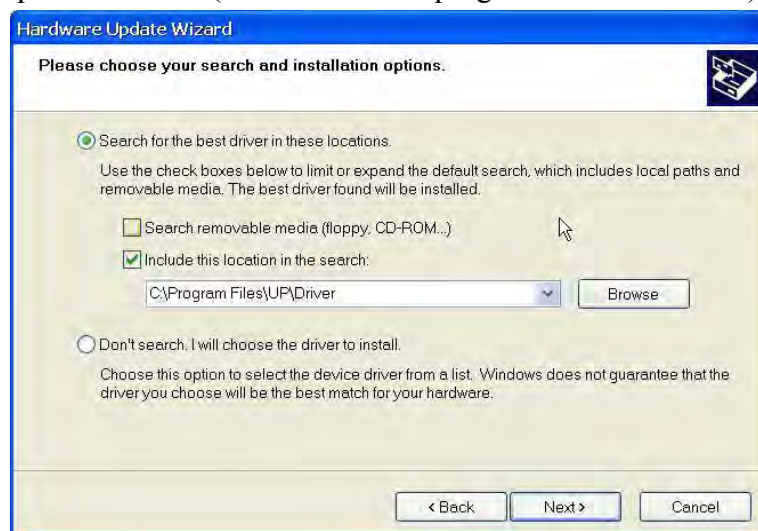 Hardware Update Wizard
Please choose your search and installation options.
Search for the best driver in these locations.
Use the check boxes below to limit or expand the default search, which includes local paths and
removable media. The best driver found will be installed.
Search removable media (floppy, CD-ROM...)
Include this location in the search:
C:\Program Files\UP\Driver
Browse
Don't search. I will choose the driver to install.
Choose this option to select the device driver from a list. Windows does not guarantee that the
driver you choose will be the best match for your hardware.
< Back
Next >
Cancel